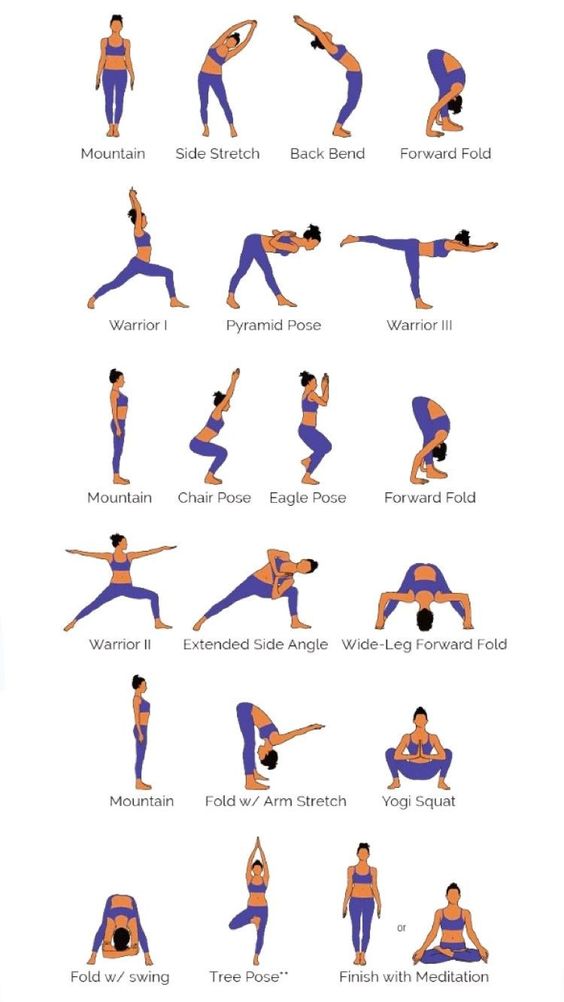 Mountain
Side Stretch
Back Bend
Forward Fold
Warrior I
Pyramid Pose
Warrior III
Mountain
Chair Pose
Eagle Pose
Forward Fold
Warrior II
Extended Side Angle
Wide-Leg Forward Fold
Mountain
Fold w/ Arm Stretch
Yogi Squat
or
Fold w/ swing
Tree Pose**
Finish with Meditation